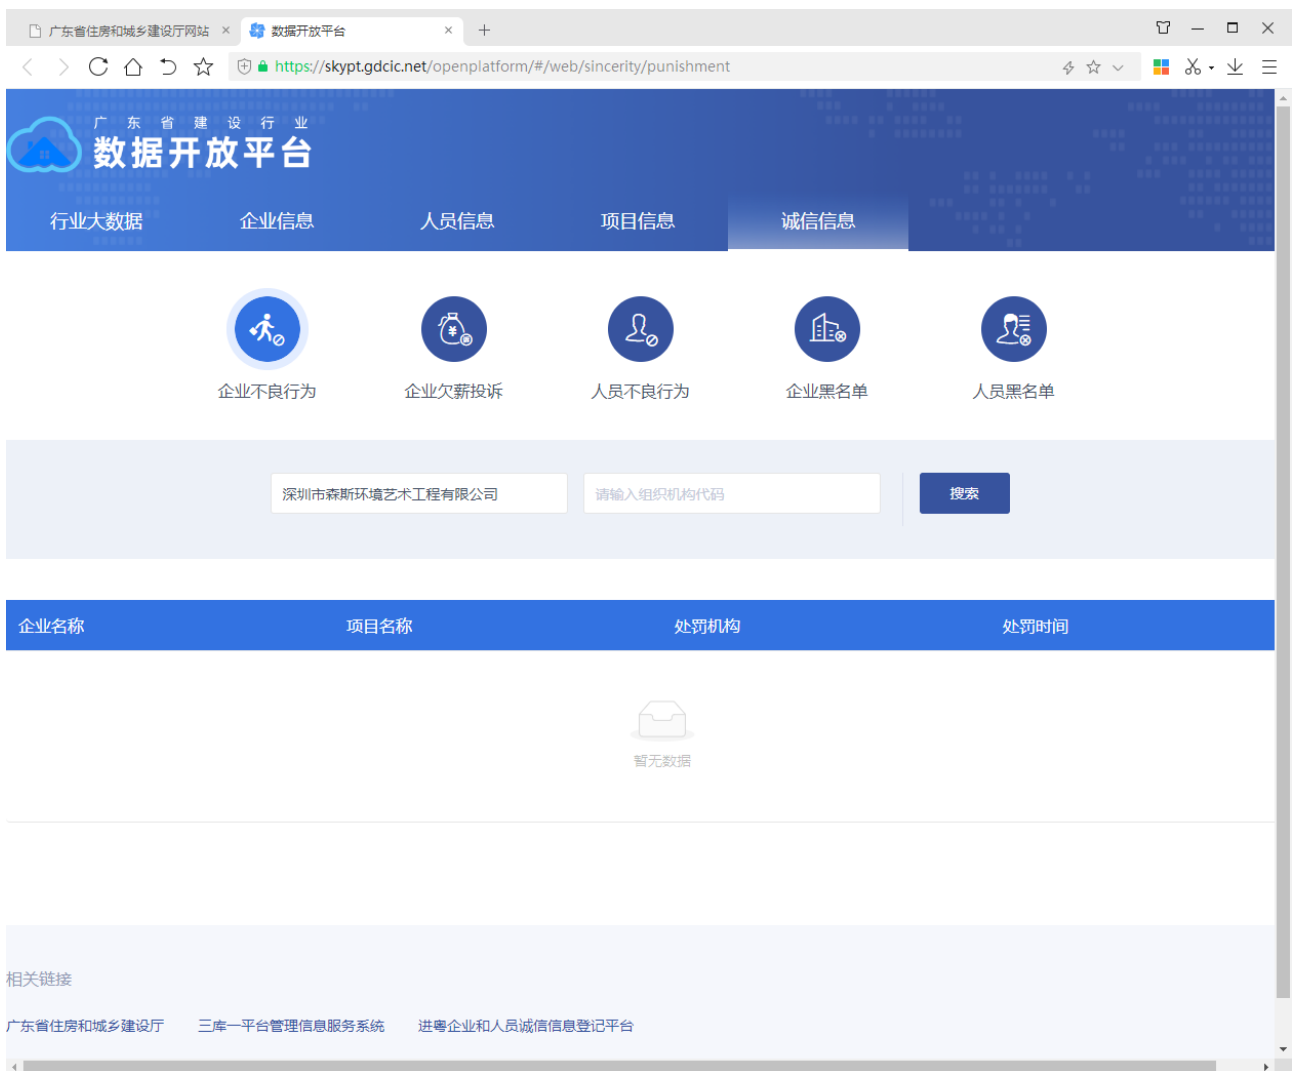 广东省住房和城乡建设厅网站 × 数据开放平台 × +
https://skypt.gdcic.net/openplatform/#/web/sincerity/punishment
广东省建设行业
数据开放平台
行业大数据 企业信息 人员信息 项目信息 诚信信息
企业不良行为 企业欠薪投诉 人员不良行为 企业黑名单 人员黑名单
深圳市森斯环境艺术工程有限公司 请输入组织机构代码 搜索
企业名称 项目名称 处罚机构 处罚时间
暂无数据
相关链接
广东省住房和城乡建设厅 三库一平台管理信息服务系统 进粤企业和人员诚信信息登记平台